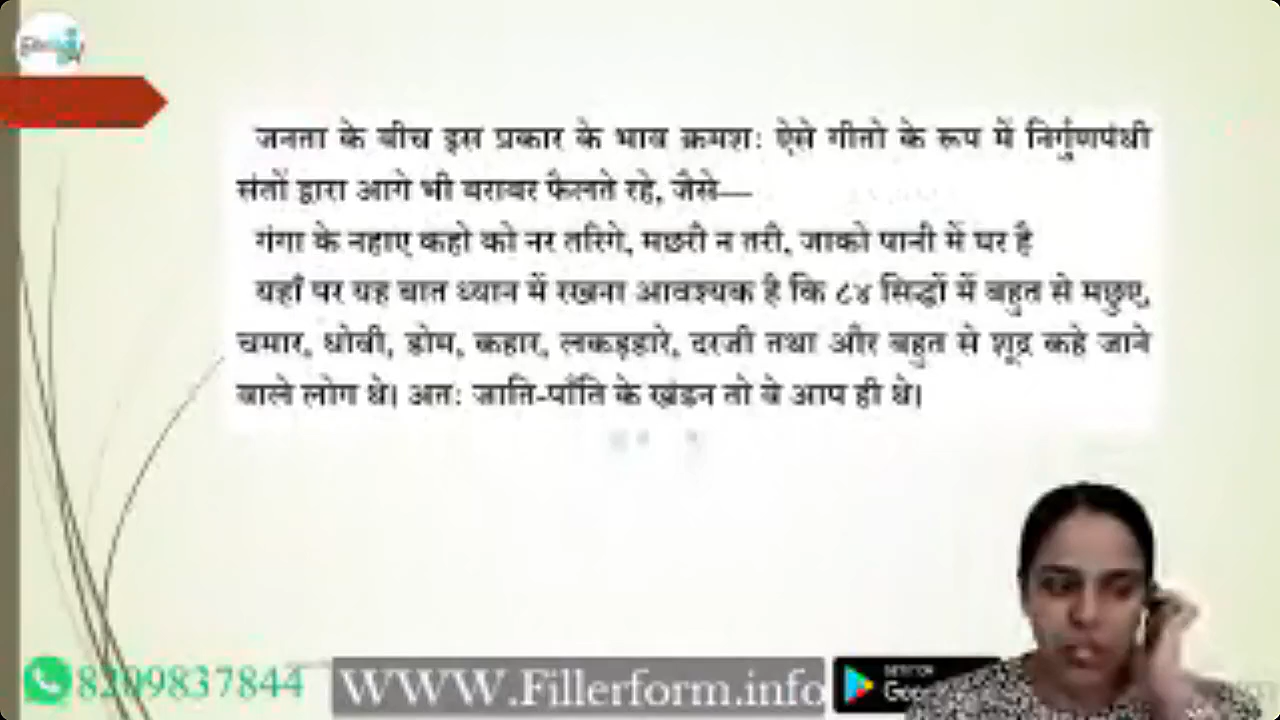 जनता के बीच इस प्रकार के भाव क्रमशः ऐसे गीतो के रूप में निर्गुणपंथी
संतों द्वारा आगे भी बराबर फैलते रहे, जैसे—
गंगा के नहाए कहो को नर तरिगे, मछरी न तरी, जाको पानी में घर है
यहाँ पर यह बात ध्यान में रखना आवश्यक है कि ८४ सिद्धों में बहुत से मछुए,
चमार, धोबी, डोम, कहार, लकड़हारे, दरजी तथा और बहुत से शूद्र कहे जाने
वाले लोग थे। अतः जाति-पाँति के खंडन तो वे आप ही थे।
8209837844
WWW.Fillerform.info